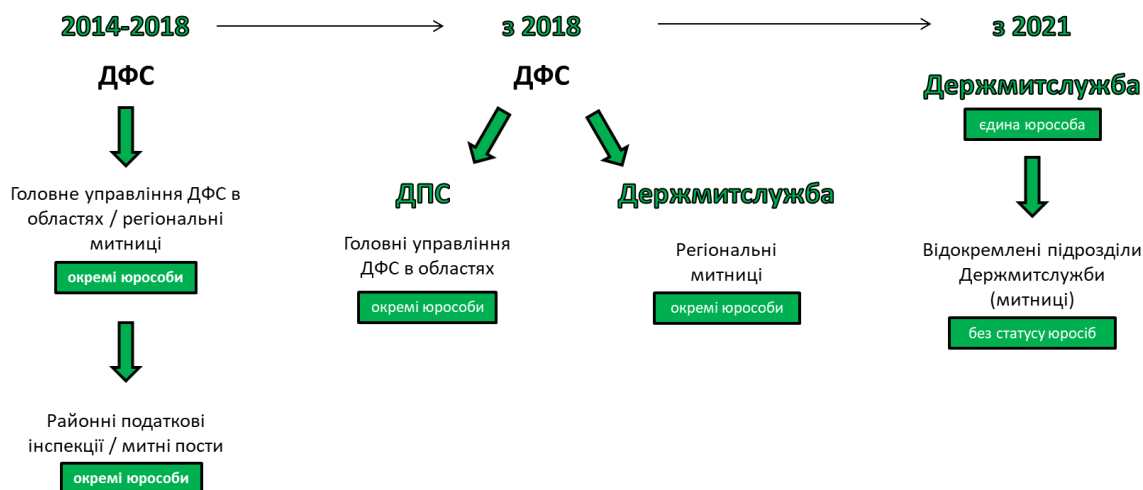 2014-2018
ДФС
Головне управління ДФС в
областях / регіональні
митниці
окремі юрособи
Районні податкові
інспекції / митні пости
окремі юрособи
з 2018
ДФС
ДПС
Головні управління
ДФС в областях
окремі юрособи
Держмитслужба
Регіональні
митниці
окремі юрособи
з 2021
Держмитслужба
єдина юрособа
Відокремлені підрозділи
Держмитслужби
(митниці)
без статусу юросіб